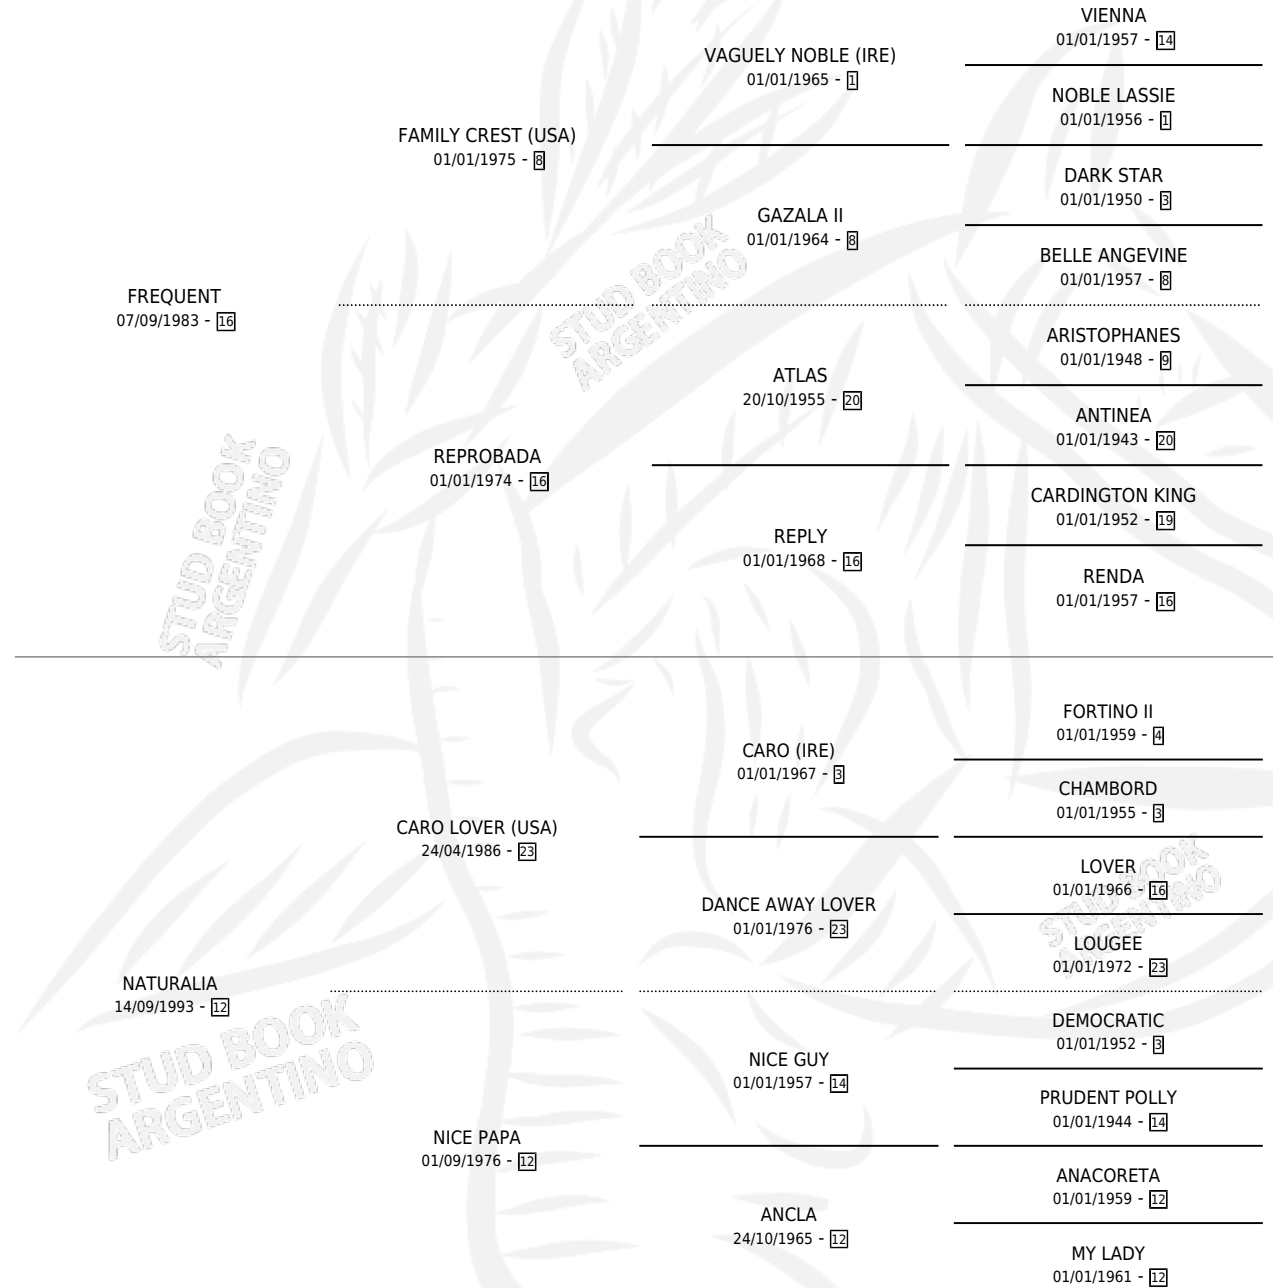 VIENNA
01/01/1957 - 14
VAGUELY NOBLE (IRE)
01/01/1965 - 1
NOBLE LASSIE
01/01/1956 - 1
FAMILY CREST (USA)
01/01/1975 - 8
DARK STAR
01/01/1950 - 3
GAZALA II
01/01/1964 - 8
BELLE ANGEVINE
01/01/1957 - 8
FREQUENT
07/09/1983 - 16
ARISTOPHANES
01/01/1948 - 9
ATLAS
20/10/1955 - 20
ANTINEA
01/01/1943 - 20
REPROBADA
01/01/1974 - 16
CARDINGTON KING
01/01/1952 - 19
REPLY
01/01/1968 - 16
RENDA
01/01/1957 - 16
FORTINO II
01/01/1959 - 4
CARO (IRE)
01/01/1967 - 3
CHAMBORD
01/01/1955 - 3
CARO LOVER (USA)
24/04/1986 - 23
LOVER
01/01/1966 - 16
DANCE AWAY LOVER
01/01/1976 - 23
LOUGEE
01/01/1972 - 23
NATURALIA
14/09/1993 - 12
DEMOCRATIC
01/01/1952 - 3
NICE GUY
01/01/1957 - 14
PRUDENT POLLY
01/01/1944 - 14
NICE PAPA
01/09/1976 - 12
ANACORETA
01/01/1959 - 12
ANCLA
24/10/1965 - 12
MY LADY
01/01/1961 - 12
STUD BOOK
ARGENTINO
STUD BOOK
ARGENTINO
STUD BOOK
ARGENTINO
STUD BOOK
ARGENTINO